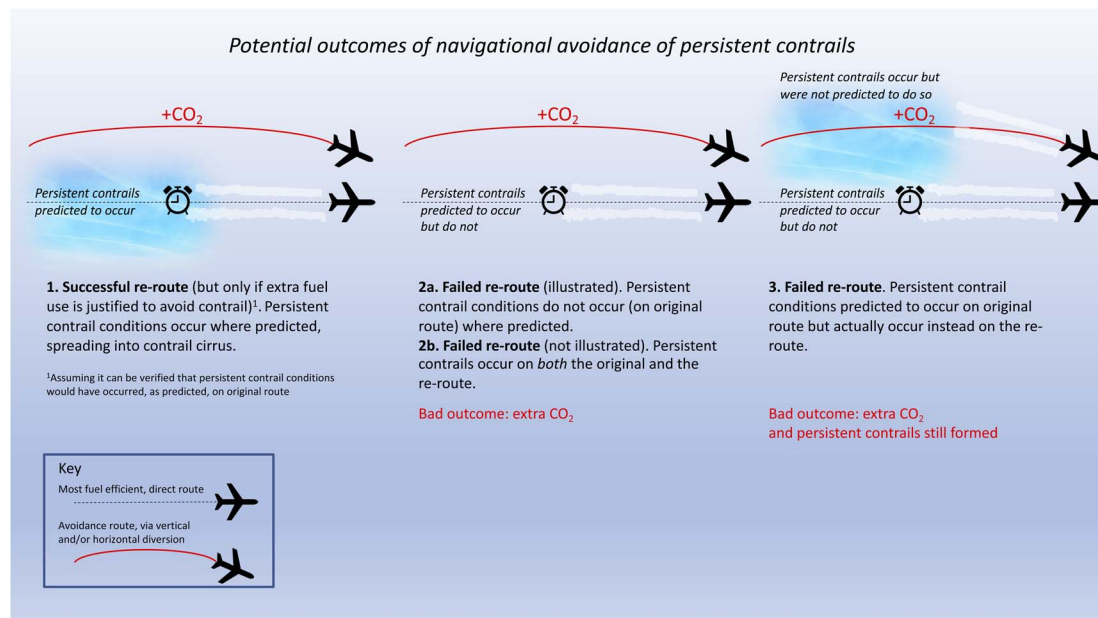 Potential outcomes of navigational avoidance of persistent contrails
+CO₂
Persistent contrails
predicted to occur
1. Successful re-route (but only if extra fuel
use is justified to avoid contrail)¹. Persistent
contrail conditions occur where predicted,
spreading into contrail cirrus.
¹Assuming it can be verified that persistent contrail conditions
would have occurred, as predicted, on original route
+CO₂
Persistent contrails
predicted to occur
but do not
2a. Failed re-route (illustrated). Persistent
contrail conditions do not occur (on original
route) where predicted.
2b. Failed re-route (not illustrated). Persistent
contrails occur on both the original and the
re-route.
Bad outcome: extra CO₂
Persistent contrails occur but
were not predicted to do so
+CO₂
Persistent contrails
predicted to occur
but do not
3. Failed re-route. Persistent contrail
conditions predicted to occur on original
route but actually occur instead on the re-
route.
Bad outcome: extra CO₂
and persistent contrails still formed
Key
Most fuel efficient, direct route
Avoidance route, via vertical
and/or horizontal diversion